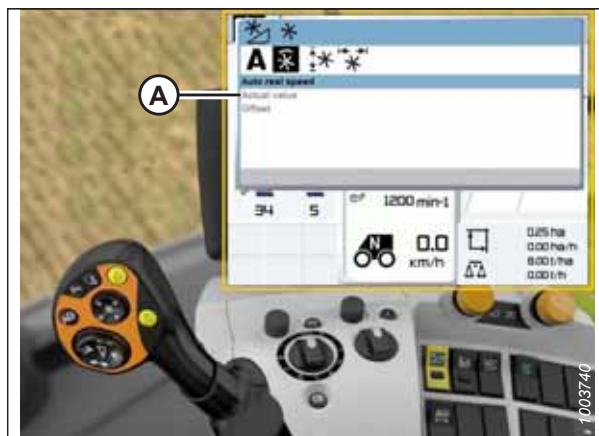 A
Auto reel speed
Actual value
Offset
A
34
5
1200 min-1
N
0.0
km/h
0.25 ha
0.00 ha/h
8.00 l/ha
0.00 l/h
1003740